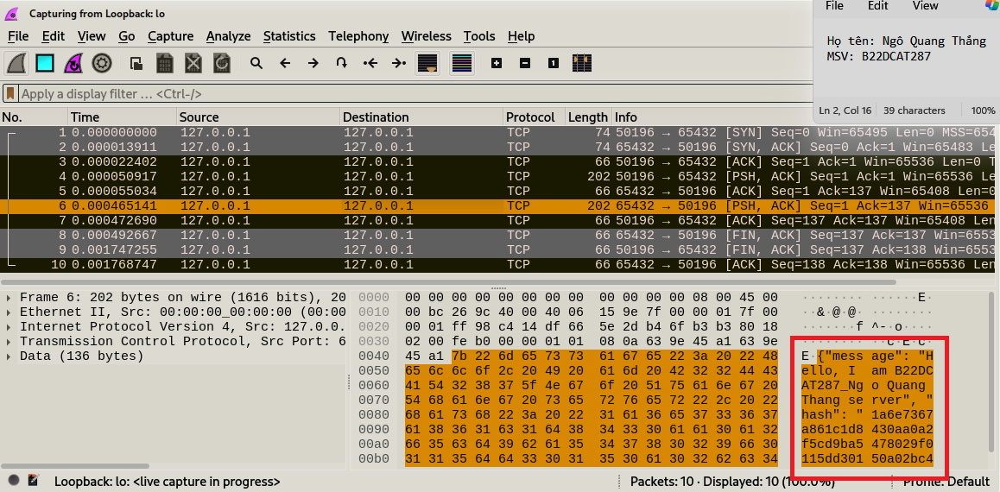 Capturing from Loopback: lo
File Edit View Go Capture Analyze Statistics Telephony Wireless Tools Help
Apply a display filter ... <Ctrl-/>
File Edit View
Họ tên: Ngô Quang Thắng
MSV: B22DCAT287
Ln 2, Col 16 39 characters 100%
No. Time Source Destination Protocol Length Info
1 0.000000000 127.0.0.1 127.0.0.1 TCP 74 50196 → 65432 [SYN] Seq=0 Win=65495 Len=0 MSS=654
2 0.000013911 127.0.0.1 127.0.0.1 TCP 74 65432 → 50196 [SYN, ACK] Seq=0 Ack=1 Win=65483 Le
3 0.000022402 127.0.0.1 127.0.0.1 TCP 66 50196 → 65432 [ACK] Seq=1 Ack=1 Win=65536 Len=0 T
4 0.000050917 127.0.0.1 127.0.0.1 TCP 202 50196 → 65432 [PSH, ACK] Seq=1 Ack=1 Win=65536 Le
5 0.000055034 127.0.0.1 127.0.0.1 TCP 66 65432 → 50196 [ACK] Seq=1 Ack=137 Win=65408 Len=0
6 0.000465141 127.0.0.1 127.0.0.1 TCP 202 65432 → 50196 [PSH, ACK] Seq=1 Ack=137 Win=65536
7 0.000472690 127.0.0.1 127.0.0.1 TCP 66 50196 → 65432 [ACK] Seq=137 Ack=137 Win=65408 Len
8 0.000492667 127.0.0.1 127.0.0.1 TCP 66 65432 → 50196 [FIN, ACK] Seq=137 Ack=137 Win=6553
9 0.001747255 127.0.0.1 127.0.0.1 TCP 66 50196 → 65432 [FIN, ACK] Seq=137 Ack=138 Win=6553
10 0.001768747 127.0.0.1 127.0.0.1 TCP 66 65432 → 50196 [ACK] Seq=138 Ack=138 Win=65536 Len
Frame 6: 202 bytes on wire (1616 bits), 20
Ethernet II, Src: 00:00:00_00:00:00 (00:00
Internet Protocol Version 4, Src: 127.0.0.
Transmission Control Protocol, Src Port: 6
Data (136 bytes)
0000 00 00 00 00 00 00 00 00 00 00 00 00 08 00 45 00 ··············E·
0010 00 bc 26 9c 40 00 40 06 15 9e 7f 00 00 01 7f 00 ··&·@·@·········
0020 00 01 ff 98 c4 14 df 66 5e 2d b4 6f b3 b3 80 18 ·······f ^-·o····
0030 02 00 fe b0 00 00 01 01 08 0a 63 9e 45 a1 63 9e ··········c·E·c·
0040 45 a1 7b 22 6d 65 73 73 61 67 65 22 3a 20 22 48 E·{"mess age": "H
0050 65 6c 6c 6f 2c 20 49 20 61 6d 20 42 32 32 44 43 ello, I am B22DC
0060 41 54 32 38 37 5f 4e 67 6f 20 51 75 61 6e 67 20 AT287_Ng o Quang
0070 54 68 61 6e 67 20 73 65 72 76 65 72 22 2c 20 22 Thang se rver", "
0080 68 61 73 68 22 3a 20 22 31 61 36 65 37 33 36 37 hash": " 1a6e7367
0090 61 38 36 31 63 31 64 38 34 33 30 61 61 30 61 32 a861c1d8 430aa0a2
00a0 66 35 63 64 39 62 61 35 34 37 38 30 32 39 66 30 f5cd9ba5 478029f0
00b0 31 31 35 64 64 33 30 31 35 30 61 30 32 62 63 34 115dd301 50a02bc4
Loopback: lo: <live capture in progress> Packets: 10 · Displayed: 10 (100.0%) Profile: Default